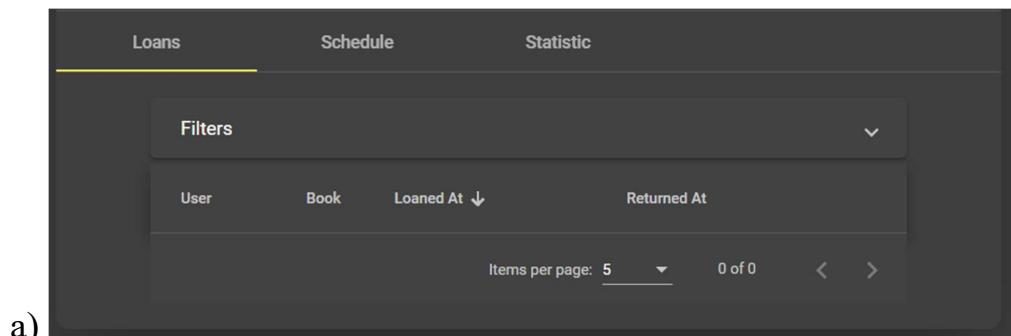 Loans Schedule Statistic
Filters
User Book Loaned At Returned At
Items per page: 5 0 of 0
a)